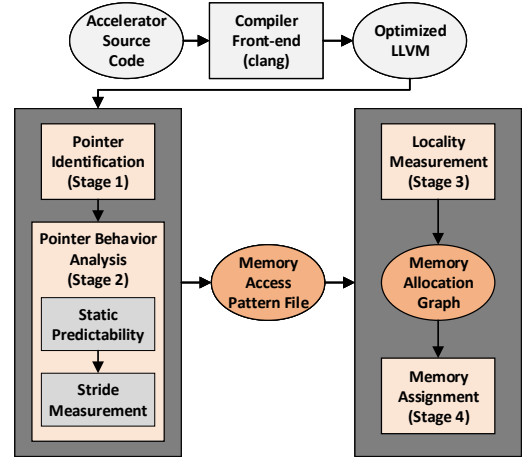 Accelerator
Source
Code
Compiler
Front-end
(clang)
Optimized
LLVM
Pointer
Identification
(Stage 1)
Pointer Behavior
Analysis
(Stage 2)
Static
Predictability
Stride
Measurement
Memory
Access
Pattern File
Locality
Measurement
(Stage 3)
Memory
Allocation
Graph
Memory
Assignment
(Stage 4)